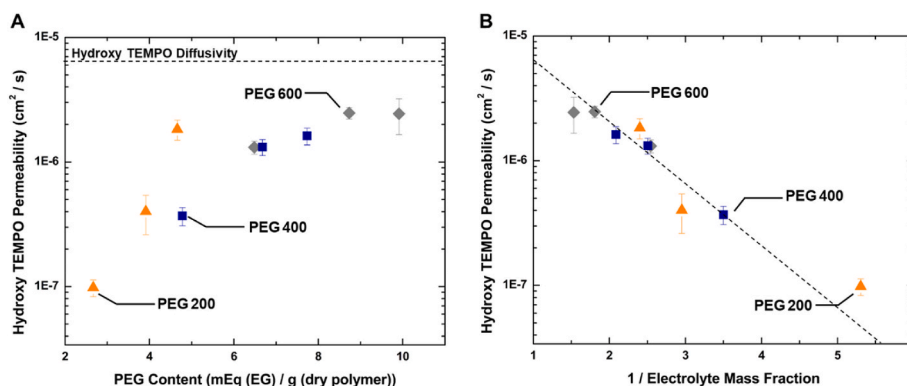 A
Hydroxy TEMPO Permeability (cm² / s)
1E-5
1E-6
1E-7
Hydroxy TEMPO Diffusivity
PEG 600
PEG 400
PEG 200
2 4 6 8 10
PEG Content (mEq (EG) / g (dry polymer))
B
Hydroxy TEMPO Permeability (cm² / s)
1E-5
1E-6
1E-7
PEG 600
PEG 400
PEG 200
1 2 3 4 5
1 / Electrolyte Mass Fraction